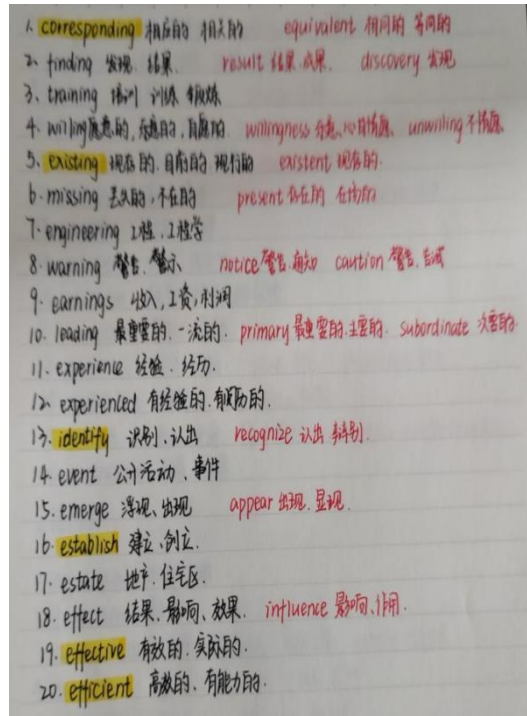 1. corresponding 相应的 相关的 equivalent 相同的 等同的
2. finding 发现. 结果. result 结果.成果. discovery 发现
3. training 培训 训练 锻炼
4. willing 愿意的,乐意的,自愿的. willingness 乐意、心甘情愿、unwilling 不情愿
5. existing 现存的.目前的 现行的 existent 现存的.
6. missing 丢失的,不在的 present 存在的 在场的
7. engineering 工程.工程学
8. warning 警告.警示 notice 警告.通知 caution 警告.告诫
9. earnings 收入,工资,利润
10. leading 最重要的.一流的. primary 最重要的.主要的. subordinate 次要的
11. experience 经验.经历.
12. experienced 有经验的.有阅历的.
13. identify 识别、认出 recognize 认出 辩别.
14. event 公开活动、事件
15. emerge 浮现、出现 appear 出现.显现.
16. establish 建立、创立.
17. estate 地产.住宅区.
18. effect 结果、影响、效果. influence 影响、作用.
19. effective 有效的.实际的.
20. efficient 高效的、有能力的.